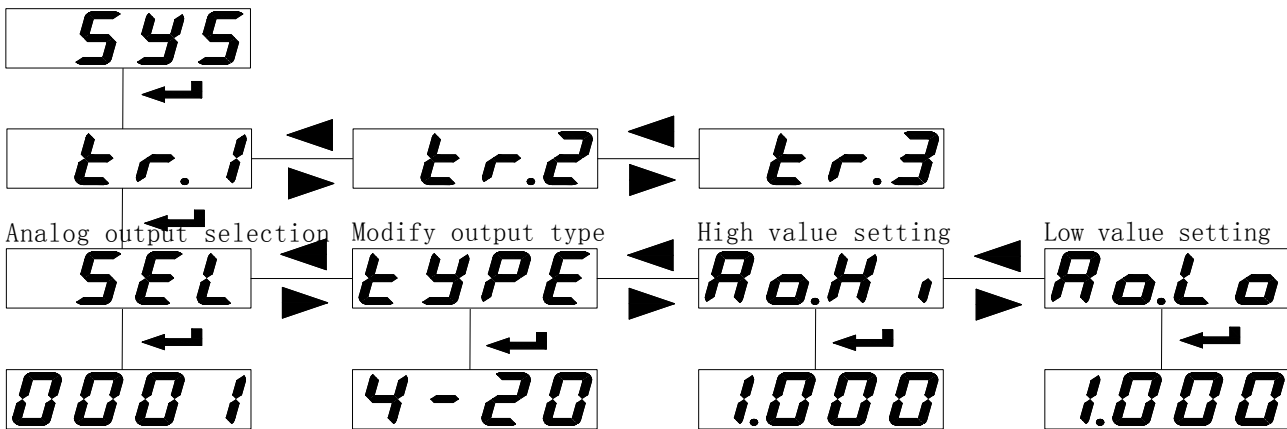 SYS
tr.1 tr.2 tr.3
Analog output selection Modify output type High value setting Low value setting
SEL tYPE Ao.Hi Ao.Lo
0001 4-20 1.000 1.000